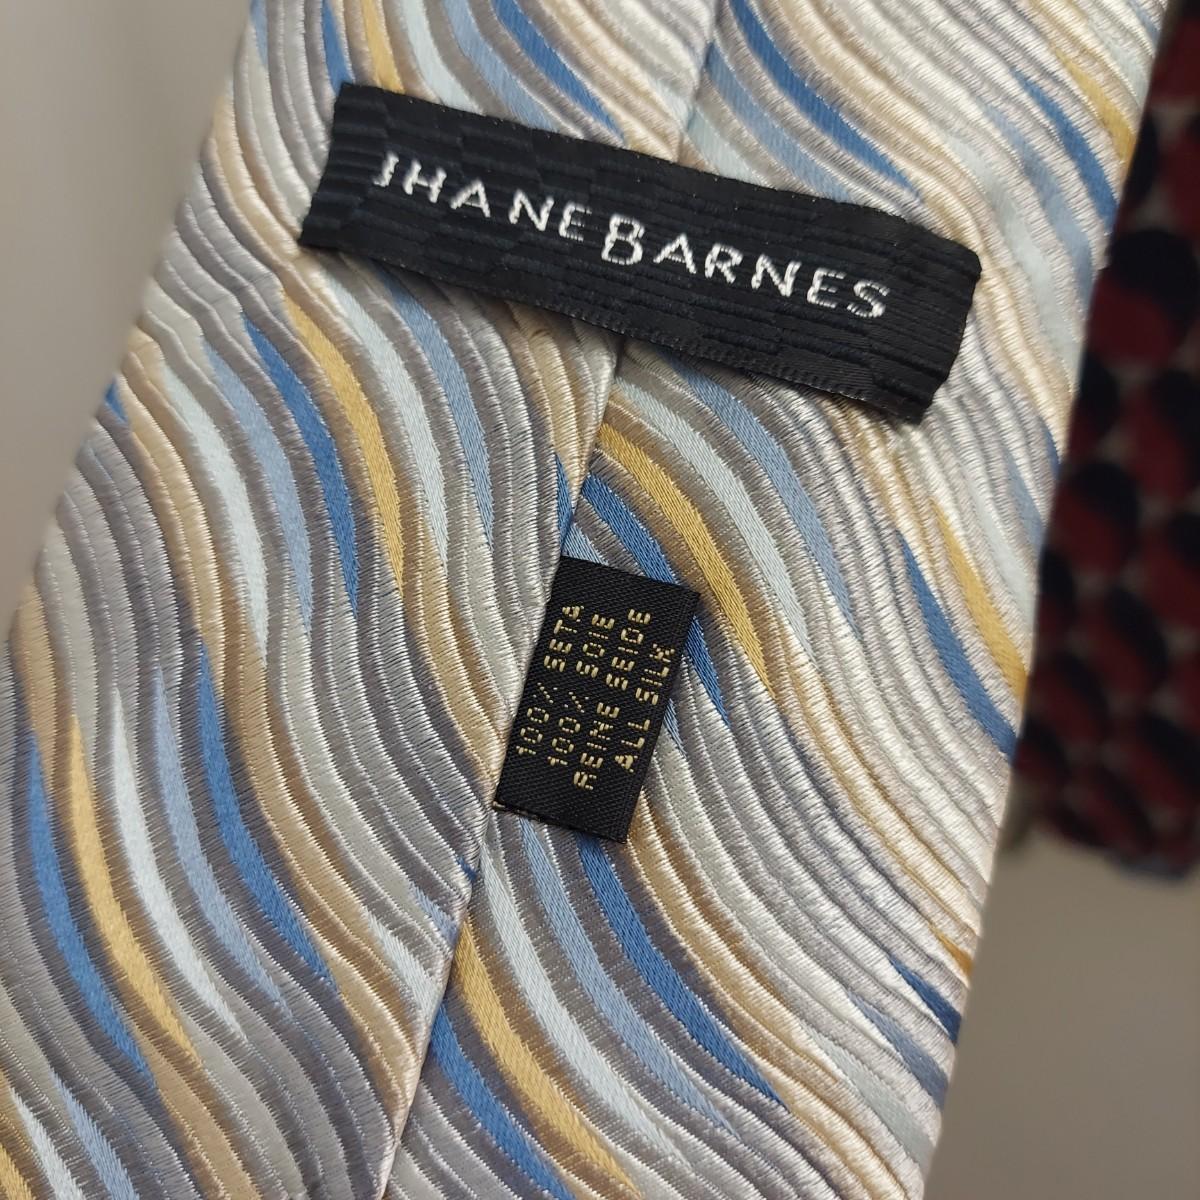 JHANE BARNES
100% SETA
100% SOIE
REINE SEIDE
ALL SILK